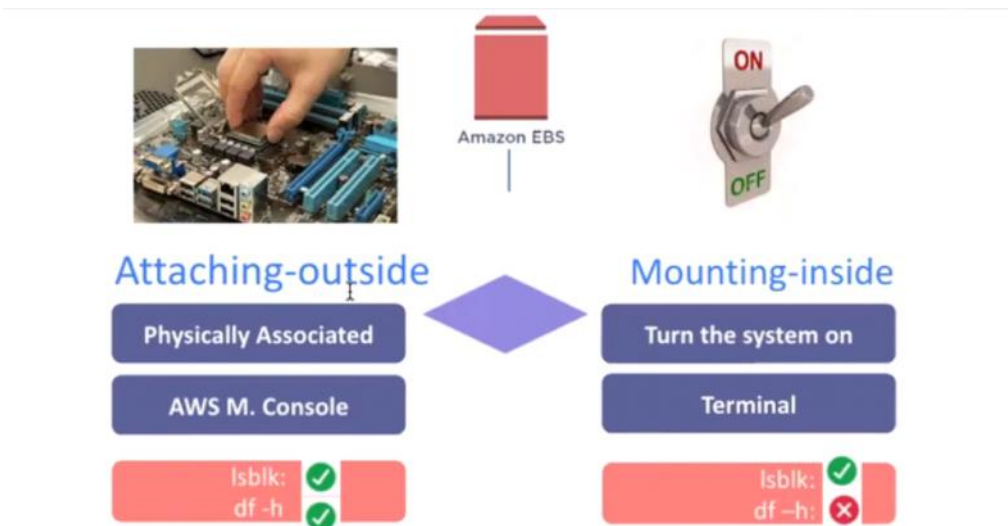 Amazon EBS
ON
OFF
Attaching-outside
Physically Associated
AWS M. Console
lsblk:
df -h
Mounting-inside
Turn the system on
Terminal
lsblk:
df –h: